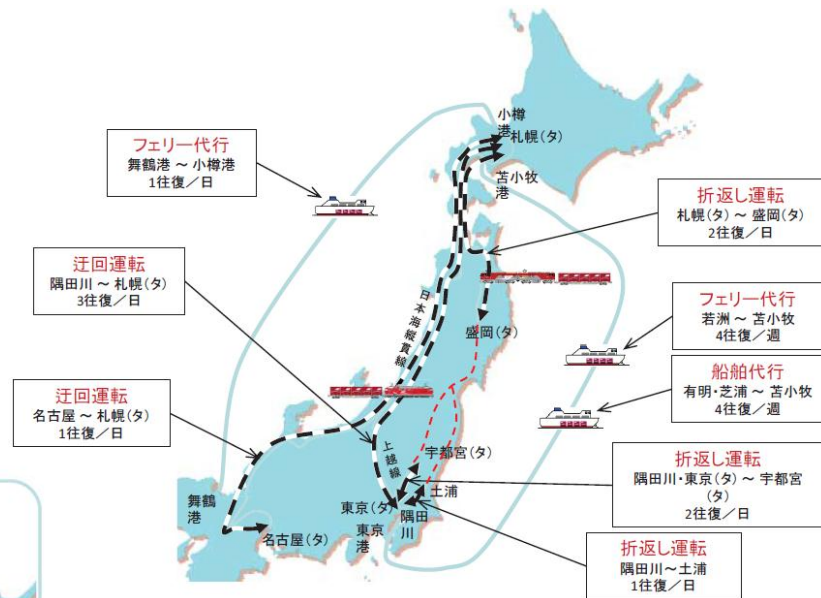 小樽
港
札幌(タ)
苫小牧
港
フェリー代行
舞鶴港 ～ 小樽港
1往復／日
折返し運転
札幌(タ) ～ 盛岡(タ)
2往復／日
迂回運転
隅田川 ～ 札幌(タ)
3往復／日
日本海縦貫線
盛岡(タ)
フェリー代行
若洲 ～ 苫小牧
4往復／週
船舶代行
有明・芝浦 ～ 苫小牧
4往復／週
迂回運転
名古屋 ～ 札幌(タ)
1往復／日
上越線
宇都宮(タ)
折返し運転
隅田川・東京(タ) ～ 宇都宮
(タ)
2往復／日
土浦
舞鶴
港
東京(タ)
隅田
川
東京
港
名古屋(タ)
折返し運転
隅田川～土浦
1往復／日